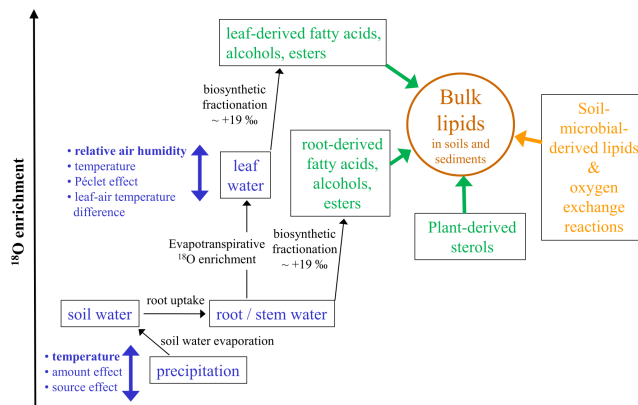 ¹⁸O enrichment
leaf-derived fatty acids,
alcohols, esters
biosynthetic
fractionation
~ +19 ‰
• relative air humidity
• temperature
• Péclet effect
• leaf-air temperature
difference
leaf
water
root-derived
fatty acids,
alcohols,
esters
Bulk
lipids
in soils and
sediments
Soil-
microbial-
derived lipids
&
oxygen
exchange
reactions
Plant-derived
sterols
Evapotranspirative
¹⁸O enrichment
biosynthetic
fractionation
~ +19 ‰
soil water
root uptake
root / stem water
soil water evaporation
• temperature
• amount effect
• source effect
precipitation